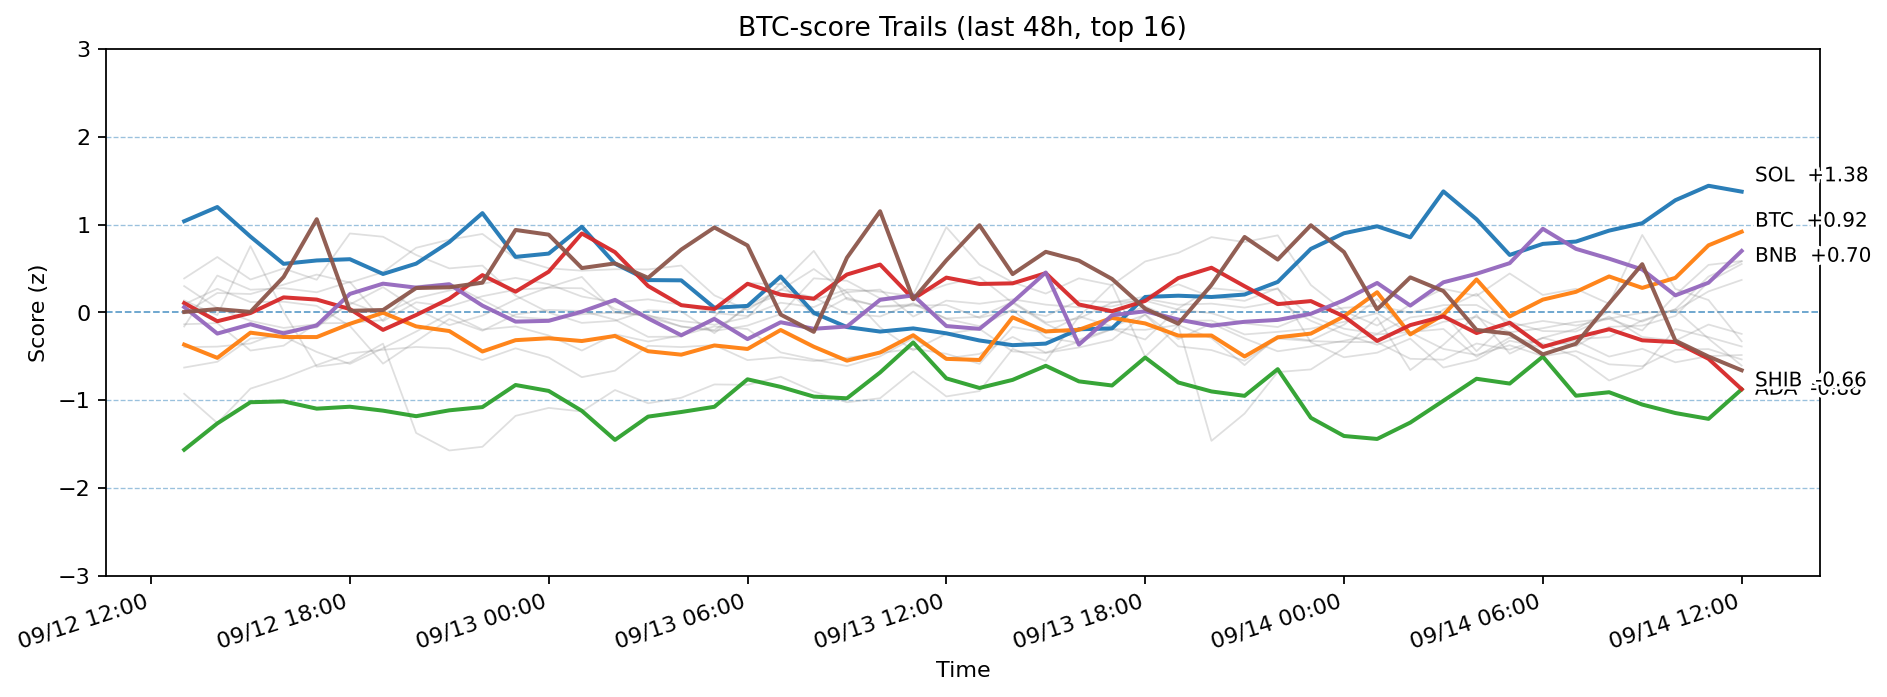 BTC-score Trails (last 48h, top 16)
Score (z)
3
2
1
0
−1
−2
−3
SOL +1.38
BTC +0.92
BNB +0.70
SHIB -0.66
ADA -0.88
09/12 12:00
09/12 18:00
09/13 00:00
09/13 06:00
09/13 12:00
09/13 18:00
09/14 00:00
09/14 06:00
09/14 12:00
Time